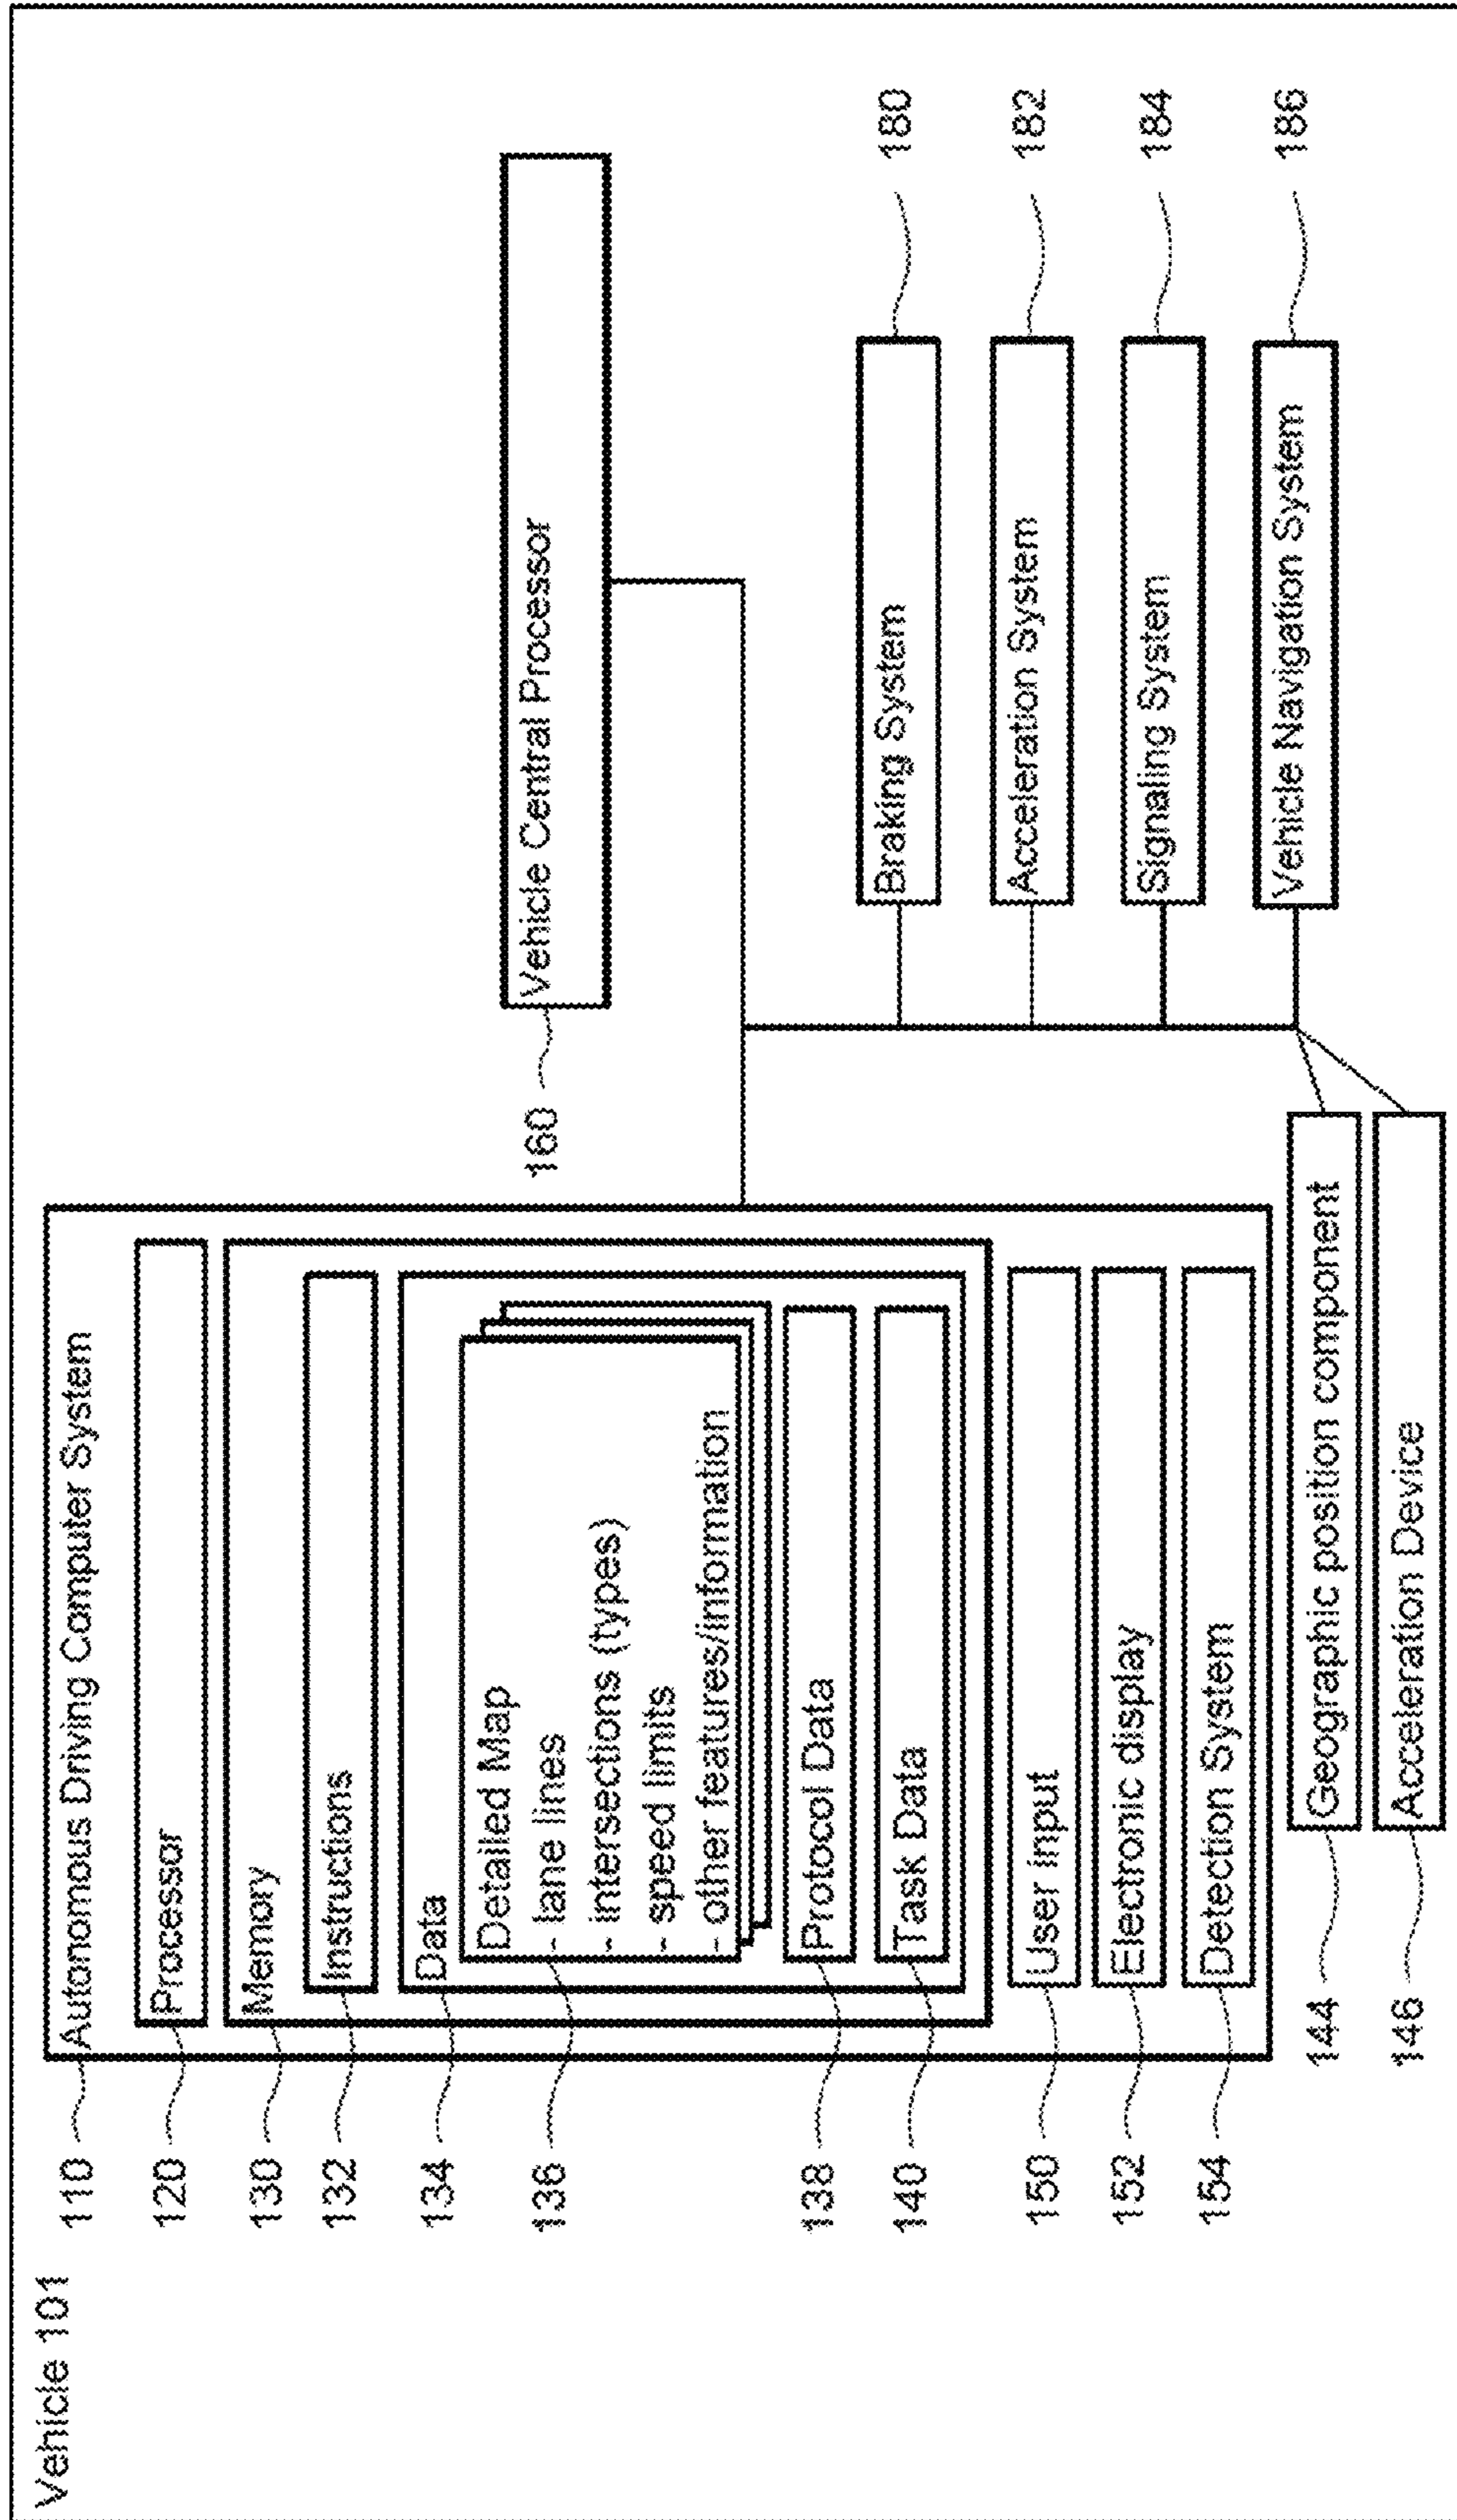 Vehicle 101
110
Autonomous Driving Computer System
120
Processor
130
Memory
132
Instructions
134
Data
136
Detailed Map
- lane lines
- intersections (types)
- speed limits
- other features/information
138
Protocol Data
140
Task Data
150
User input
152
Electronic display
154
Detection System
144
Geographic position component
146
Acceleration Device
160
Vehicle Central Processor
Braking System
180
Acceleration System
182
Signaling System
184
Vehicle Navigation System
186